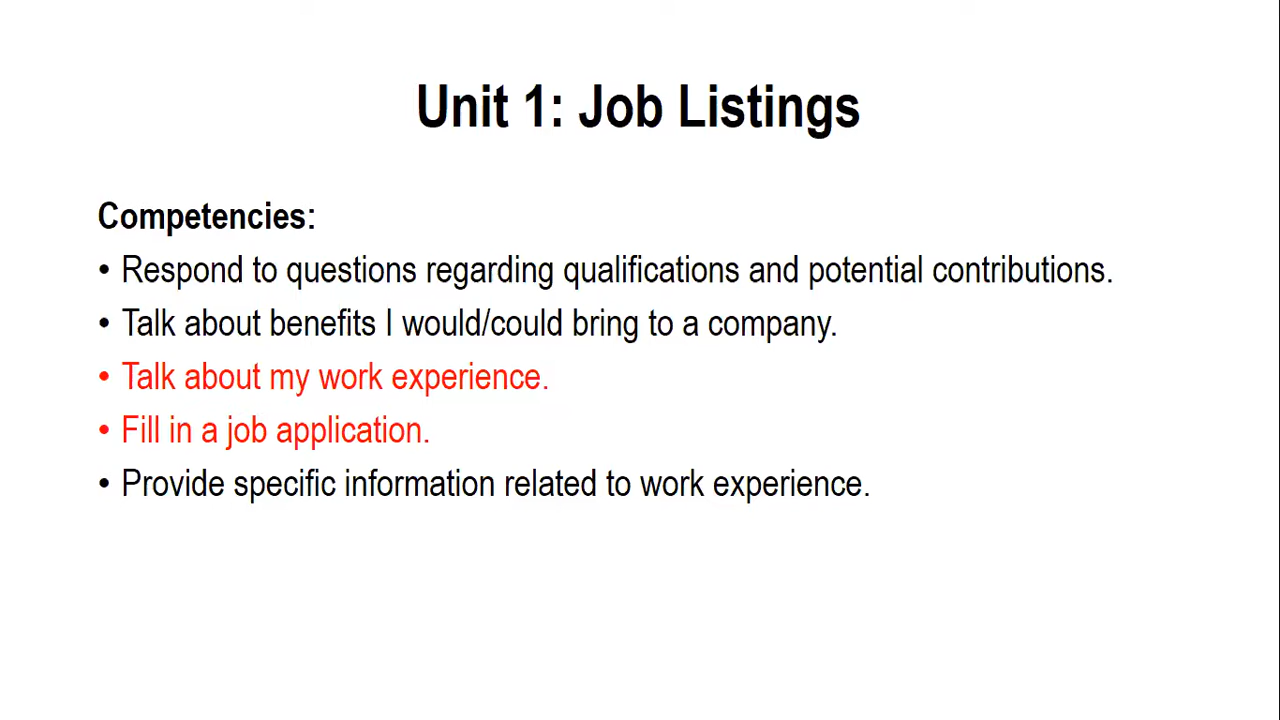 Unit 1: Job Listings
Competencies:
• Respond to questions regarding qualifications and potential contributions.
• Talk about benefits I would/could bring to a company.
• Talk about my work experience.
• Fill in a job application.
• Provide specific information related to work experience.